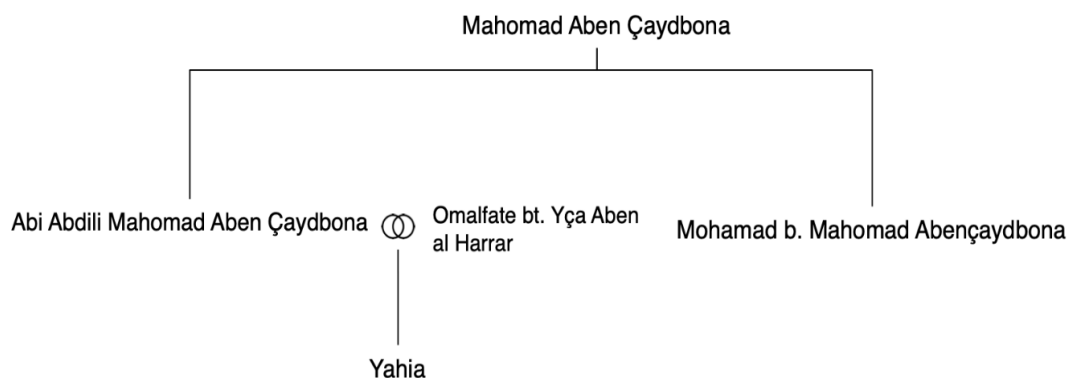 Mahomad Aben Çaydbona
Abi Abdili Mahomad Aben Çaydbona
Omalfate bt. Yça Aben
al Harrar
Mohamad b. Mahomad Abençaydbona
Yahia